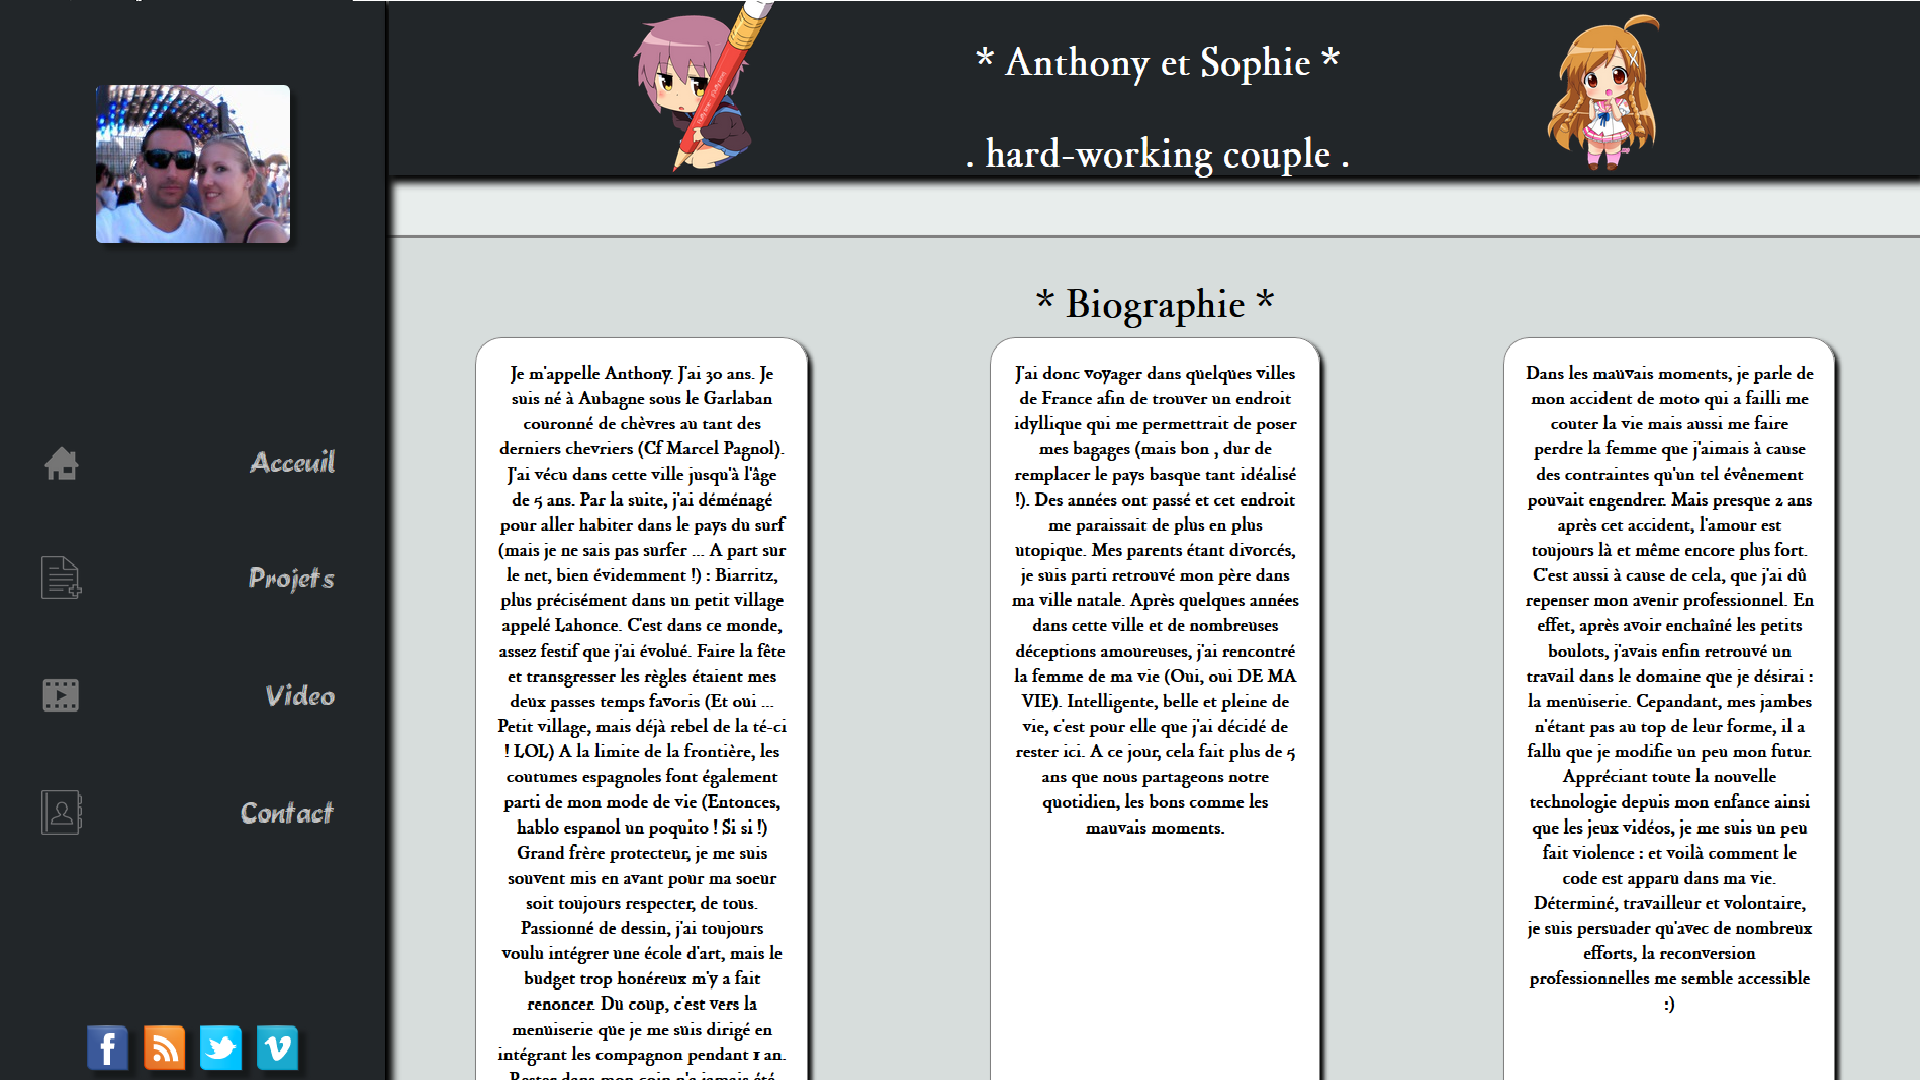 * Anthony et Sophie *
. hard-working couple .
Acceuil
Projets
Video
Contact
* Biographie *
Je m'appelle Anthony. J'ai 30 ans. Je
suis né à Aubagne sous le Garlaban
couronné de chèvres au tant des
derniers chevriers (Cf Marcel Pagnol).
J'ai vécu dans cette ville jusqu'à l'âge
de 5 ans. Par la suite, j'ai déménagé
pour aller habiter dans le pays du surf
(mais je ne sais pas surfer ... A part sur
le net, bien évidemment !) : Biarritz,
plus précisément dans un petit village
appelé Lahonce. C'est dans ce monde,
assez festif que j'ai évolué. Faire la fête
et transgresser les règles étaient mes
deux passes temps favoris (Et oui ...
Petit village, mais déjà rebel de la té-ci
! LOL) A la limite de la frontière, les
coutumes espagnoles font également
parti de mon mode de vie (Entonces,
hablo espanol un poquito ! Si si !)
Grand frère protecteur, je me suis
souvent mis en avant pour ma soeur
soit toujours respecter, de tous.
Passionné de dessin, j'ai toujours
voulu intégrer une école d'art, mais le
budget trop honéreux m'y a fait
renoncer. Du coup, c'est vers la
menuiserie que je me suis dirigé en
intégrant les compagnon pendant 1 an.
Rester dans mon coin n'a jamais été
J'ai donc voyager dans quelques villes
de France afin de trouver un endroit
idyllique qui me permettrait de poser
mes bagages (mais bon , dur de
remplacer le pays basque tant idéalisé
!). Des années ont passé et cet endroit
me paraissait de plus en plus
utopique. Mes parents étant divorcés,
je suis parti retrouvé mon père dans
ma ville natale. Après quelques années
dans cette ville et de nombreuses
déceptions amoureuses, j'ai rencontré
la femme de ma vie (Oui, oui DE MA
VIE). Intelligente, belle et pleine de
vie, c'est pour elle que j'ai décidé de
rester ici. A ce jour, cela fait plus de 5
ans que nous partageons notre
quotidien, les bons comme les
mauvais moments.
Dans les mauvais moments, je parle de
mon accident de moto qui a failli me
couter la vie mais aussi me faire
perdre la femme que j'aimais à cause
des contraintes qu'un tel évênement
pouvait engendrer. Mais presque 2 ans
après cet accident, l'amour est
toujours là et même encore plus fort.
C'est aussi à cause de cela, que j'ai dû
repenser mon avenir professionnel. En
effet, après avoir enchaîné les petits
boulots, j'avais enfin retrouvé un
travail dans le domaine que je désirai :
la menuiserie. Cependant, mes jambes
n'étant pas au top de leur forme, il a
fallu que je modifie un peu mon futur.
Appréciant toute la nouvelle
technologie depuis mon enfance ainsi
que les jeux vidéos, je me suis un peu
fait violence : et voilà comment le
code est apparu dans ma vie.
Déterminé, travailleur et volontaire,
je suis persuader qu'avec de nombreux
efforts, la reconversion
professionnelles me semble accessible
:)